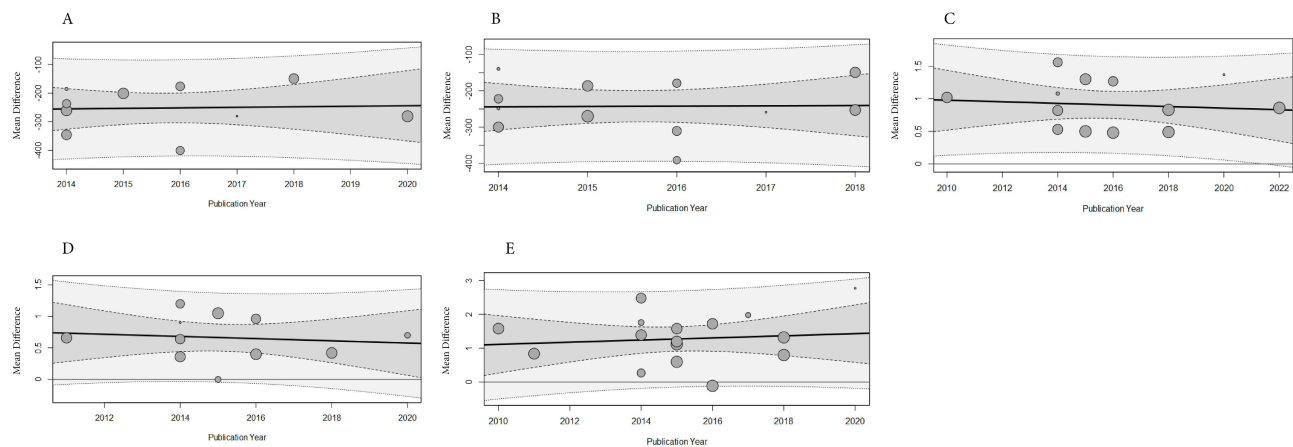 A
Mean Difference
-100
-200
-300
-400
2014 2015 2016 2017 2018 2019 2020
Publication Year
B
Mean Difference
-100
-200
-300
-400
2014 2015 2016 2017 2018
Publication Year
C
Mean Difference
1.5
1
0.5
0
2010 2012 2014 2016 2018 2020 2022
Publication Year
D
Mean Difference
1.5
1
0.5
0
2012 2014 2016 2018 2020
Publication Year
E
Mean Difference
3
2
1
0
2010 2012 2014 2016 2018 2020
Publication Year